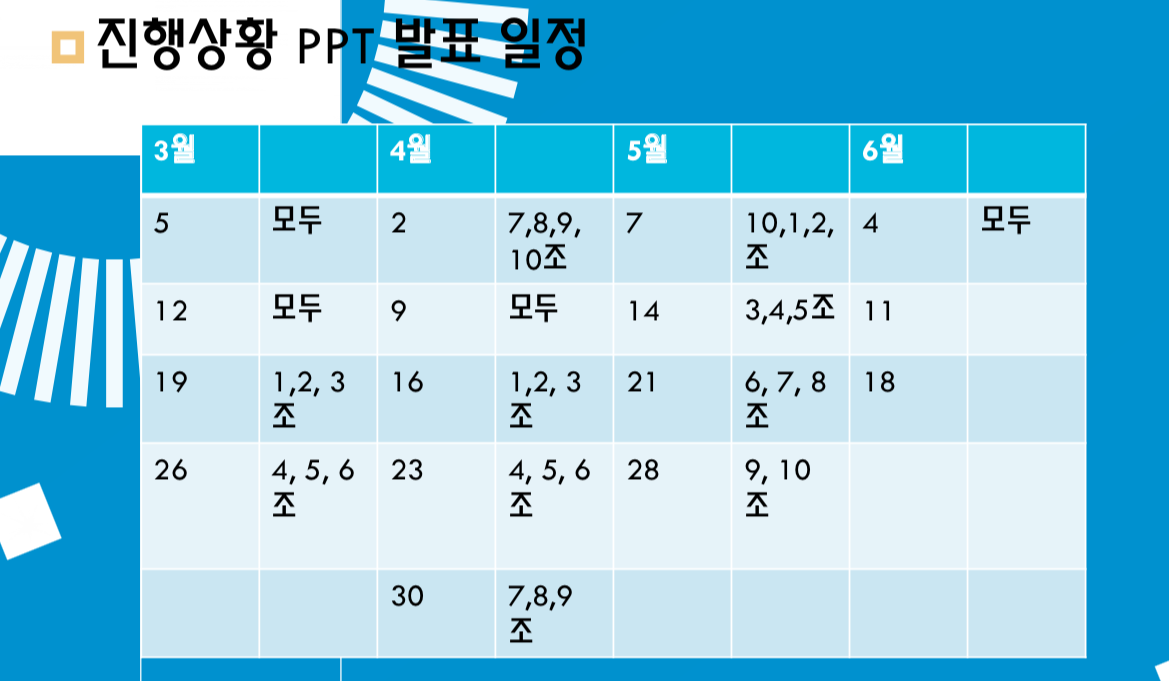 진행상황 PPT 발표 일정
3월 4월 5월 6월
5 모두 2 7,8,9, 7 10,1,2, 4 모두
10조 조
12 모두 9 모두 14 3,4,5조 11
19 1,2, 3 16 1,2, 3 21 6, 7, 8 18
조 조 조
26 4, 5, 6 23 4, 5, 6 28 9, 10
조 조 조
30 7,8,9
조